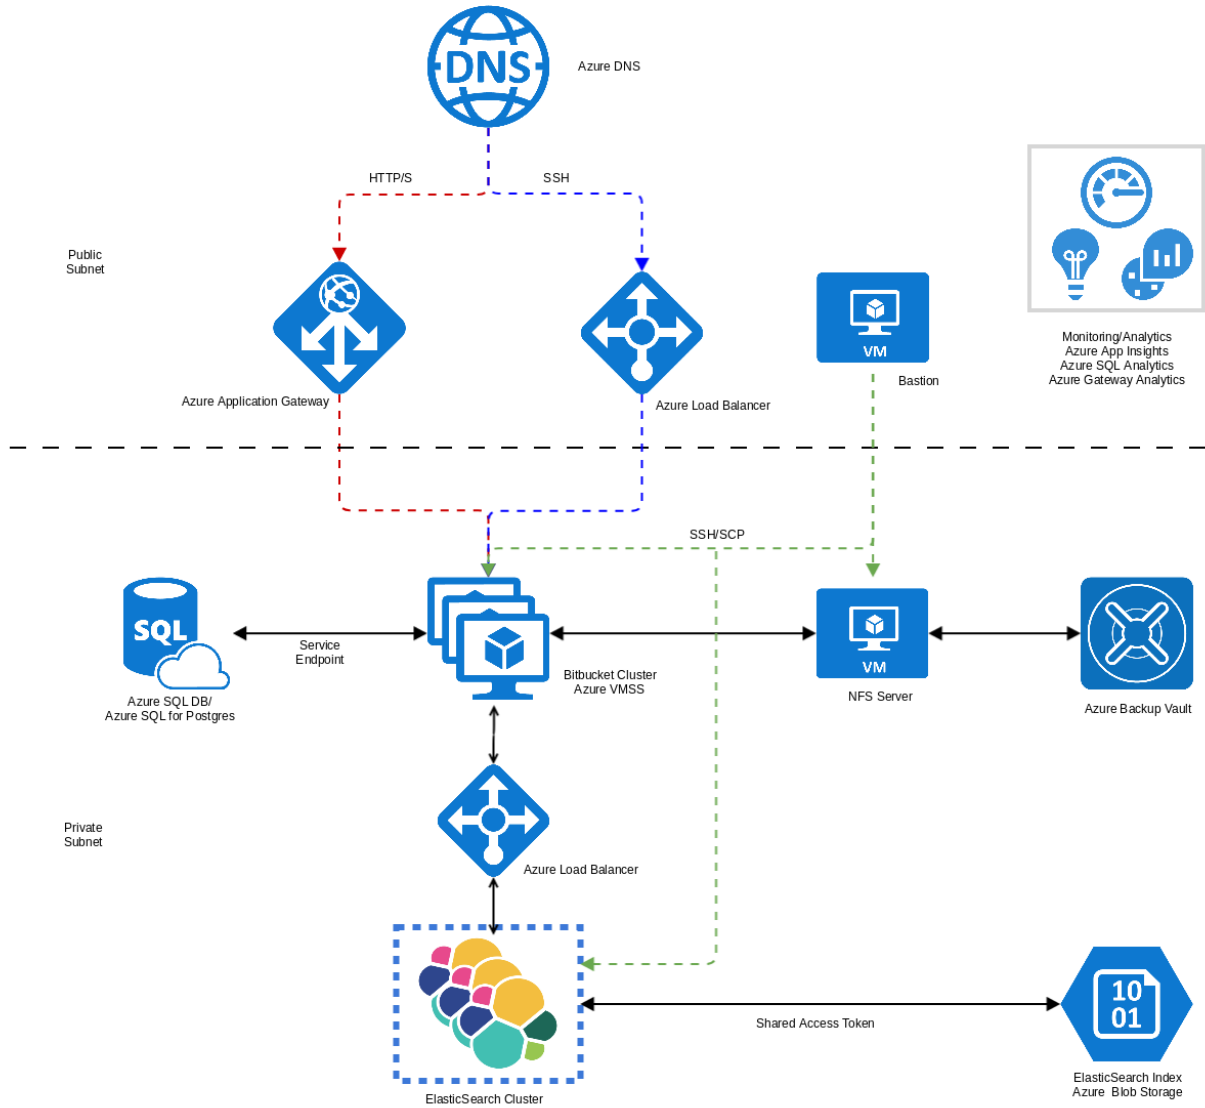 DNS
Azure DNS
HTTP/S
SSH
Public
Subnet
VM
Monitoring/Analytics
Azure App Insights
Azure SQL Analytics
Azure Gateway Analytics
Bastion
Azure Application Gateway
Azure Load Balancer
SSH/SCP
SQL
Service
Endpoint
Bitbucket Cluster
Azure VMSS
VM
NFS Server
Azure SQL DB/
Azure SQL for Postgres
Azure Backup Vault
Private
Subnet
Azure Load Balancer
10
01
Shared Access Token
ElasticSearch Index
Azure Blob Storage
ElasticSearch Cluster